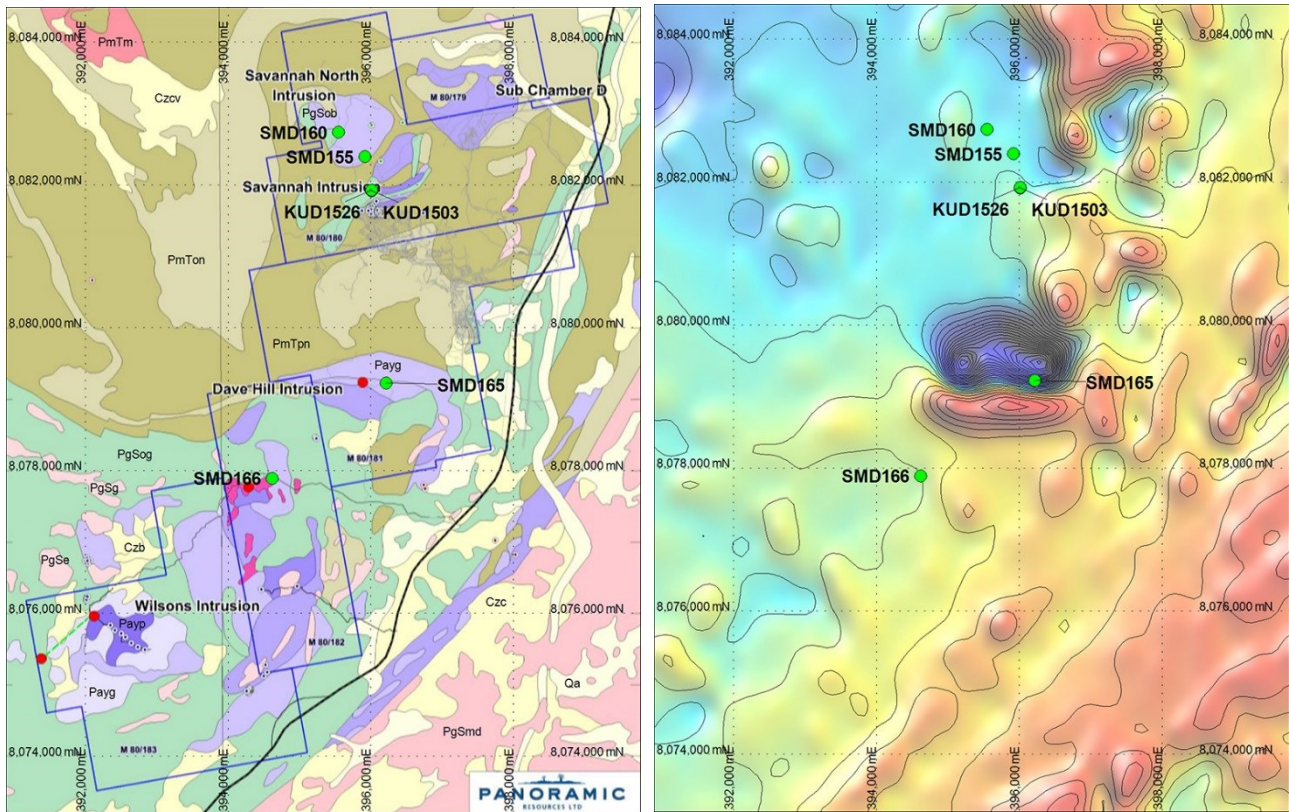 392,000 mE
394,000 mE
396,000 mE
398,000 mE
8,084,000 mN
8,084,000 mN
PmTm
Czcv
Savannah North
Intrusion
M 80/179
Sub Chamber D
PgSob
SMD160
SMD155
8,082,000 mN
8,082,000 mN
Savannah Intrusion
KUD1526
KUD1503
M 80/180
PmTon
8,080,000 mN
8,080,000 mN
PmTpn
Payg
Dave Hill Intrusion
SMD165
8,078,000 mN
8,078,000 mN
PgSog
M 80/181
SMD166
PgSg
Czb
PgSe
8,076,000 mN
8,076,000 mN
Wilsons Intrusion
Payp
Czc
M 80/182
Payg
Qa
PgSmd
8,074,000 mN
8,074,000 mN
M 80/183
392,000 mE
394,000 mE
396,000 mE
PANORAMIC
RESOURCES LTD
392,000 mE
394,000 mE
396,000 mE
398,000 mE
8,084,000 mN
8,084,000 mN
SMD160
SMD155
8,082,000 mN
8,082,000 mN
KUD1526
KUD1503
8,080,000 mN
8,080,000 mN
SMD165
8,078,000 mN
8,078,000 mN
SMD166
8,076,000 mN
8,076,000 mN
8,074,000 mN
8,074,000 mN
392,000 mE
394,000 mE
396,000 mE
398,000 mE